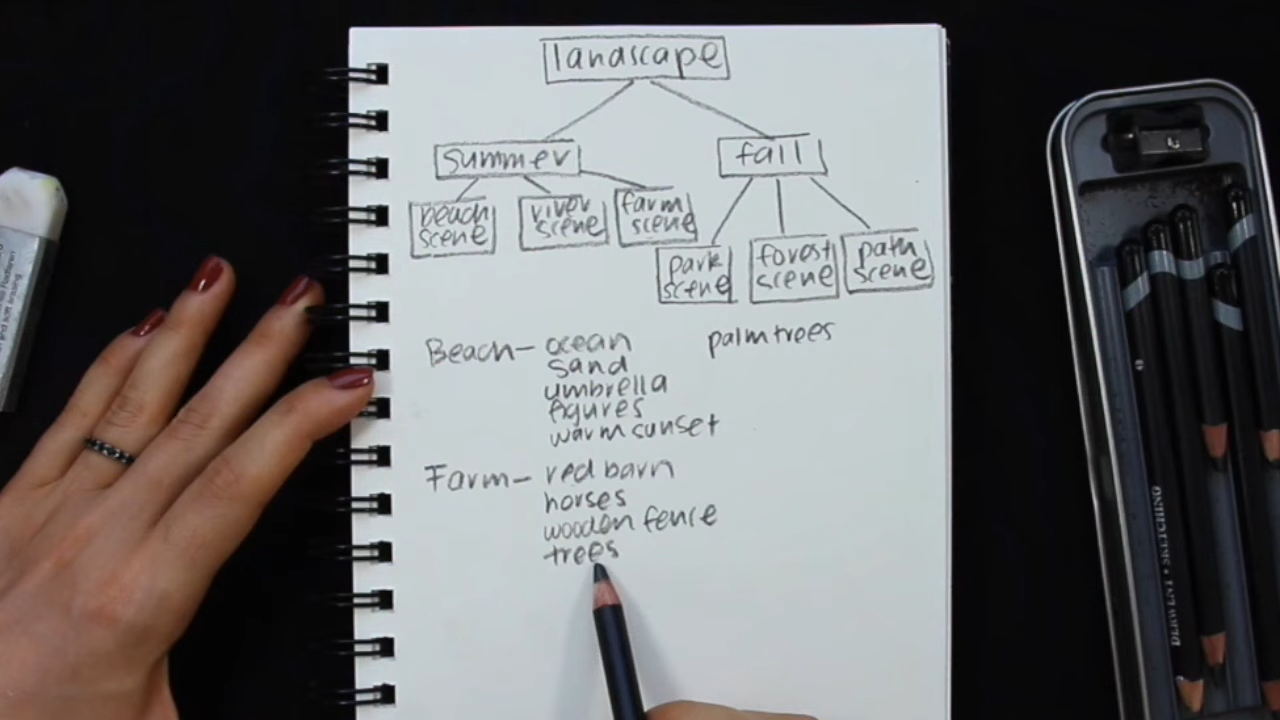 landscape
summer
fall
beach
scene
river
scene
farm
scene
park
scene
forest
scene
path
scene
Beach- ocean
palm trees
sand
umbrella
figures
warm sunset
Farm- red barn
horses
wooden fence
trees
DERWENT • SKETCHING